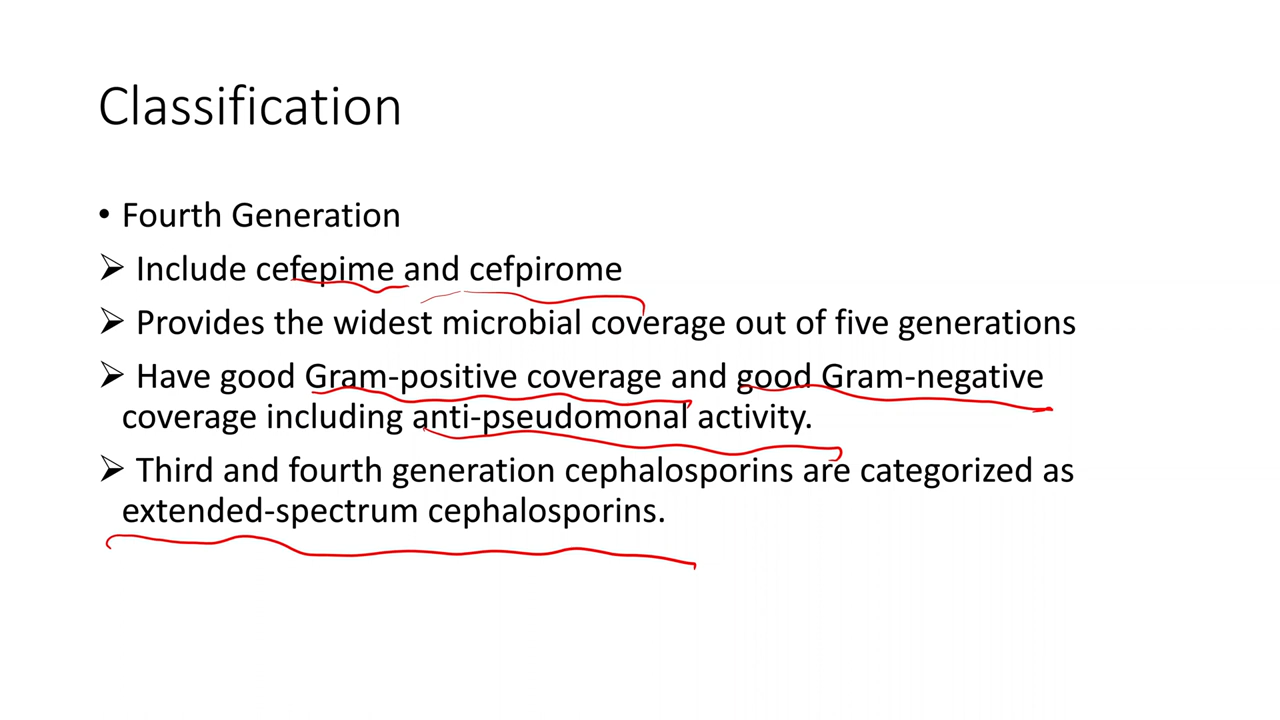 Classification
• Fourth Generation
➢ Include cefepime and cefpirome
➢ Provides the widest microbial coverage out of five generations
➢ Have good Gram-positive coverage and good Gram-negative
coverage including anti-pseudomonal activity.
➢ Third and fourth generation cephalosporins are categorized as
extended-spectrum cephalosporins.